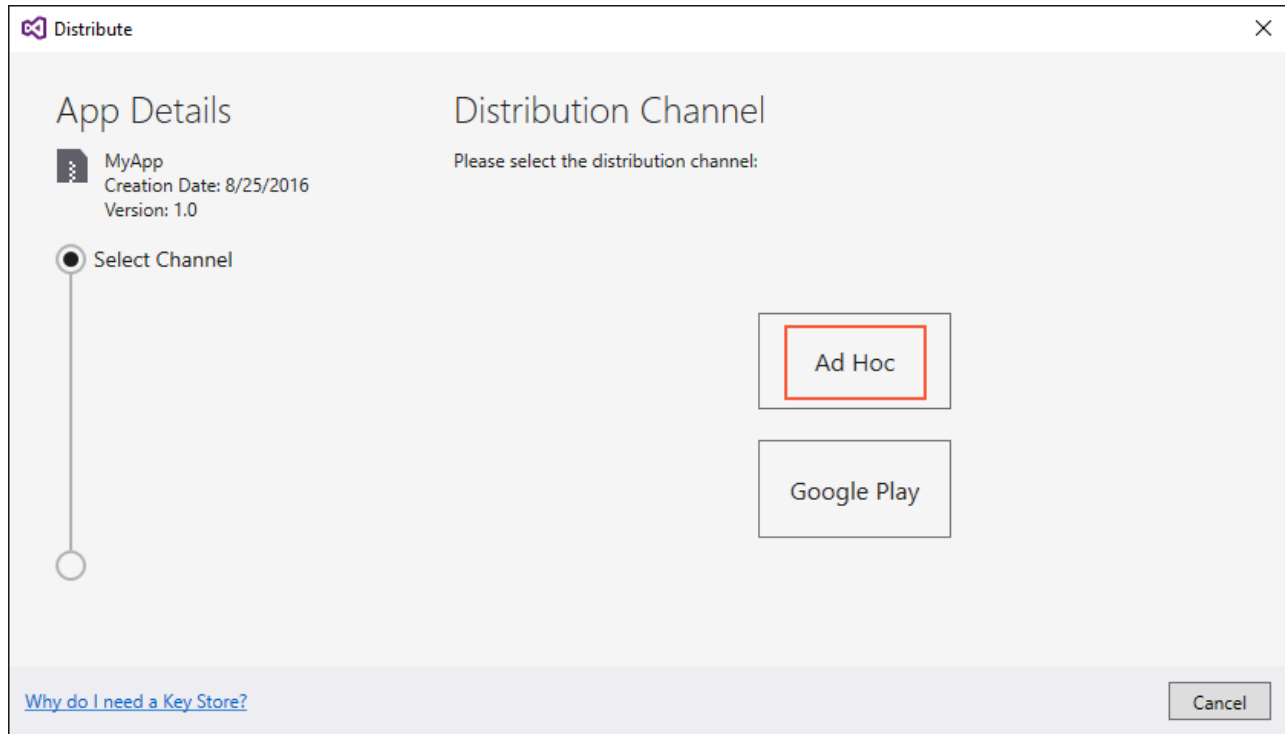 Distribute
App Details
MyApp
Creation Date: 8/25/2016
Version: 1.0
Select Channel
Distribution Channel
Please select the distribution channel:
Ad Hoc
Google Play
Why do I need a Key Store?
Cancel